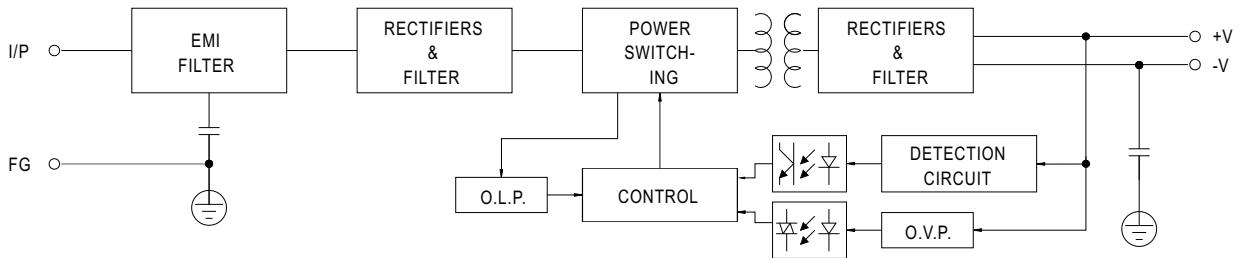 I/P
EMI
FILTER
RECTIFIERS
&
FILTER
POWER
SWITCH-
ING
RECTIFIERS
&
FILTER
+V
-V
FG
O.L.P.
CONTROL
DETECTION
CIRCUIT
O.V.P.